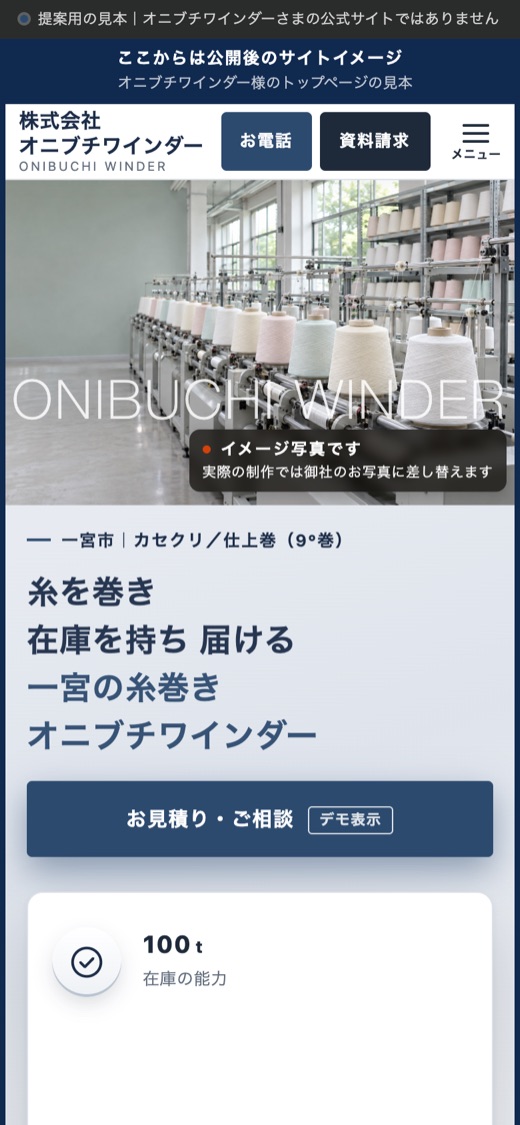 提案用の見本｜オニブチワインダーさまの公式サイトではありません
ここからは公開後のサイトイメージ
オニブチワインダー様のトップページの見本
株式会社
オニブチワインダー
ONIBUCHI WINDER
お電話
資料請求
メニュー
ONIBUCHI WINDER
イメージ写真です
実際の制作では御社のお写真に差し替えます
一宮市｜カセクリ／仕上巻（9°巻）
糸を巻き
在庫を持ち 届ける
一宮の糸巻き
オニブチワインダー
お見積り・ご相談 デモ表示
100 t
在庫の能力